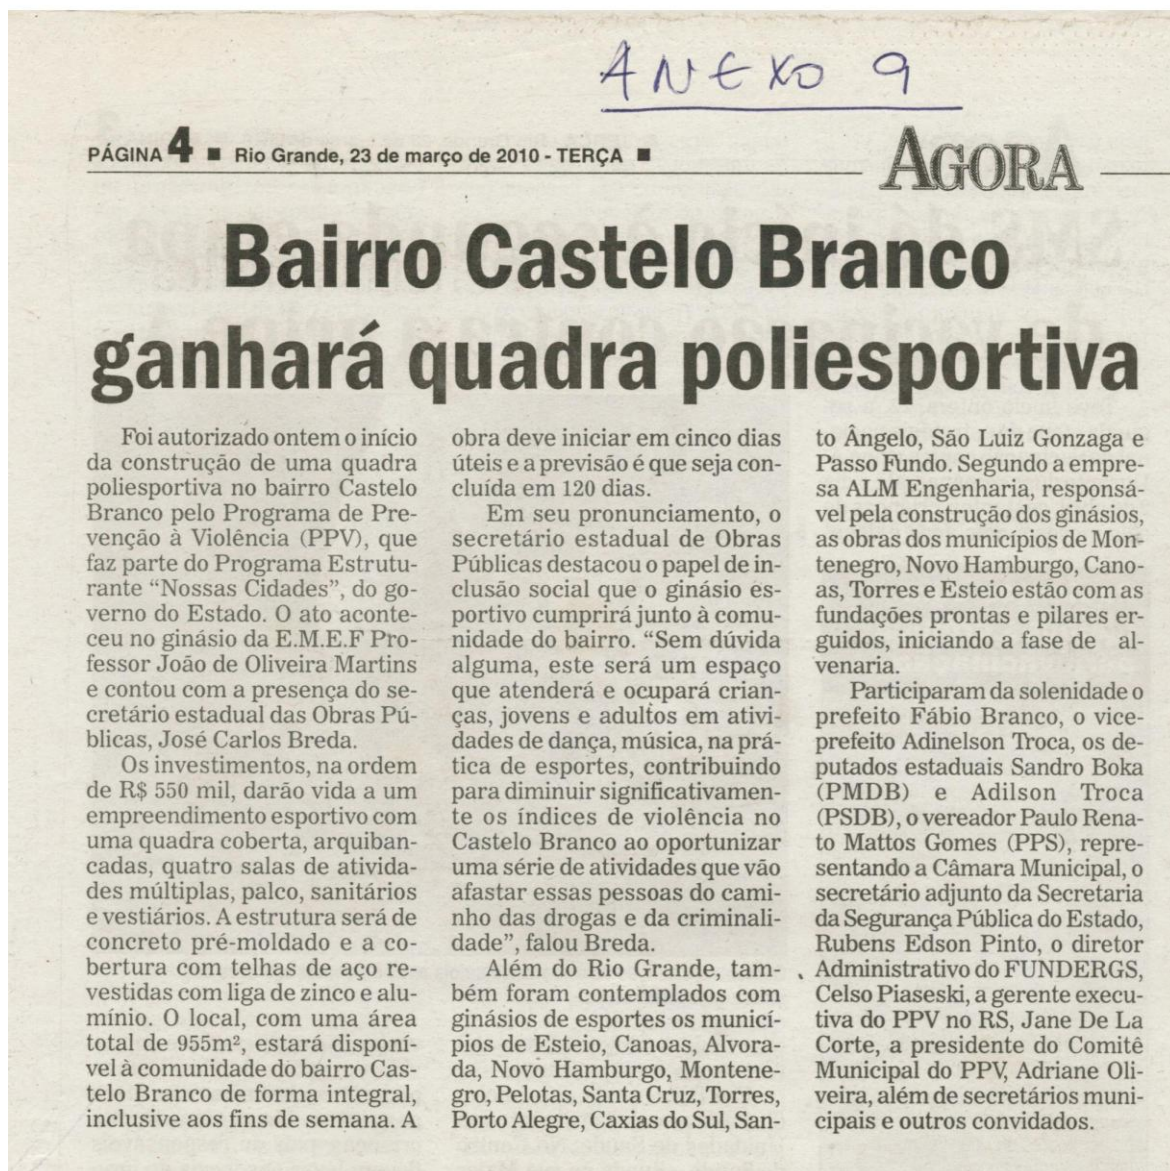 ANEXO 9
PÁGINA 4 ■ Rio Grande, 23 de março de 2010 - TERÇA ■
AGORA
Bairro Castelo Branco
ganhará quadra poliesportiva
Foi autorizado ontem o início
da construção de uma quadra
poliesportiva no bairro Castelo
Branco pelo Programa de Pre-
venção à Violência (PPV), que
faz parte do Programa Estrutu-
rante “Nossas Cidades”, do go-
verno do Estado. O ato aconte-
ceu no ginásio da E.M.E.F Pro-
fessor João de Oliveira Martins
e contou com a presença do se-
cretário estadual das Obras Pú-
blicas, José Carlos Breda.
Os investimentos, na ordem
de R$ 550 mil, darão vida a um
empreendimento esportivo com
uma quadra coberta, arquiban-
cadas, quatro salas de ativida-
des múltiplas, palco, sanitários
e vestiários. A estrutura será de
concreto pré-moldado e a co-
bertura com telhas de aço re-
vestidas com liga de zinco e alu-
mínio. O local, com uma área
total de 955m², estará disponí-
vel à comunidade do bairro Cas-
telo Branco de forma integral,
inclusive aos fins de semana. A
obra deve iniciar em cinco dias
úteis e a previsão é que seja con-
cluída em 120 dias.
Em seu pronunciamento, o
secretário estadual de Obras
Públicas destacou o papel de in-
clusão social que o ginásio es-
portivo cumprirá junto à comu-
nidade do bairro. “Sem dúvida
alguma, este será um espaço
que atenderá e ocupará crian-
ças, jovens e adultos em ativi-
dades de dança, música, na prá-
tica de esportes, contribuindo
para diminuir significativamen-
te os índices de violência no
Castelo Branco ao oportunizar
uma série de atividades que vão
afastar essas pessoas do cami-
nho das drogas e da criminali-
dade”, falou Breda.
Além do Rio Grande, tam-
bém foram contemplados com
ginásios de esportes os municí-
pios de Esteio, Canoas, Alvora-
da, Novo Hamburgo, Montene-
gro, Pelotas, Santa Cruz, Torres,
Porto Alegre, Caxias do Sul, San-
to Ângelo, São Luiz Gonzaga e
Passo Fundo. Segundo a empre-
sa ALM Engenharia, responsá-
vel pela construção dos ginásios,
as obras dos municípios de Mon-
tenegro, Novo Hamburgo, Cano-
as, Torres e Esteio estão com as
fundações prontas e pilares er-
guidos, iniciando a fase de al-
venaria.
Participaram da solenidade o
prefeito Fábio Branco, o vice-
prefeito Adinelson Troca, os de-
putados estaduais Sandro Boka
(PMDB) e Adilson Troca
(PSDB), o vereador Paulo Rena-
to Mattos Gomes (PPS), repre-
sentando a Câmara Municipal, o
secretário adjunto da Secretaria
da Segurança Pública do Estado,
Rubens Edson Pinto, o diretor
Administrativo do FUNDERGS,
Celso Piaseski, a gerente execu-
tiva do PPV no RS, Jane De La
Corte, a presidente do Comitê
Municipal do PPV, Adriane Oli-
veira, além de secretários muni-
cipais e outros convidados.